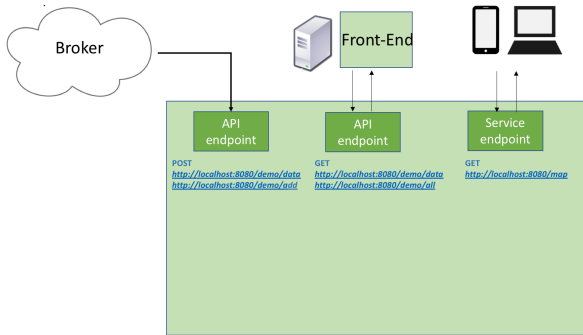 Broker
Front-End
API
endpoint
API
endpoint
Service
endpoint
POST
http://localhost:8080/demo/data
http://localhost:8080/demo/add
GET
http://localhost:8080/demo/data
http://localhost:8080/demo/all
GET
http://localhost:8080/map